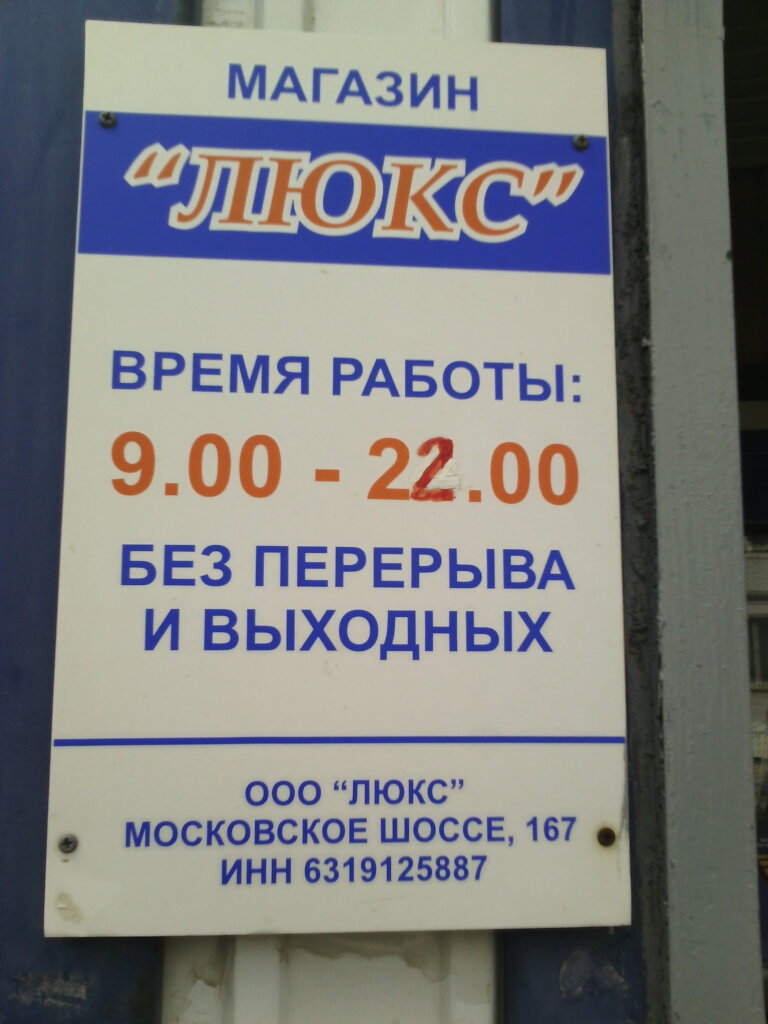 МАГАЗИН
“ЛЮКС”
ВРЕМЯ РАБОТЫ:
9.00 - 22.00
БЕЗ ПЕРЕРЫВА
И ВЫХОДНЫХ
ООО “ЛЮКС”
МОСКОВСКОЕ ШОССЕ, 167
ИНН 6319125887